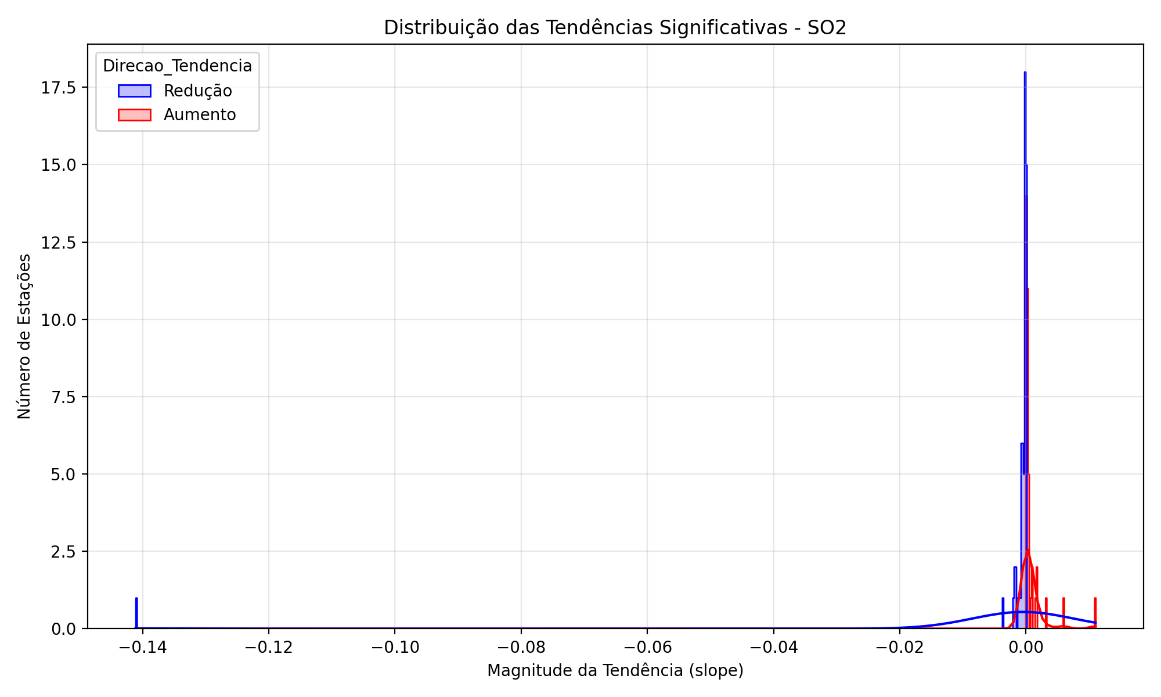 Distribuição das Tendências Significativas - SO2
Direcao_Tendencia
Redução
Aumento
17.5
15.0
12.5
10.0
7.5
5.0
2.5
0.0
Número de Estações
−0.14
−0.12
−0.10
−0.08
−0.06
−0.04
−0.02
0.00
Magnitude da Tendência (slope)